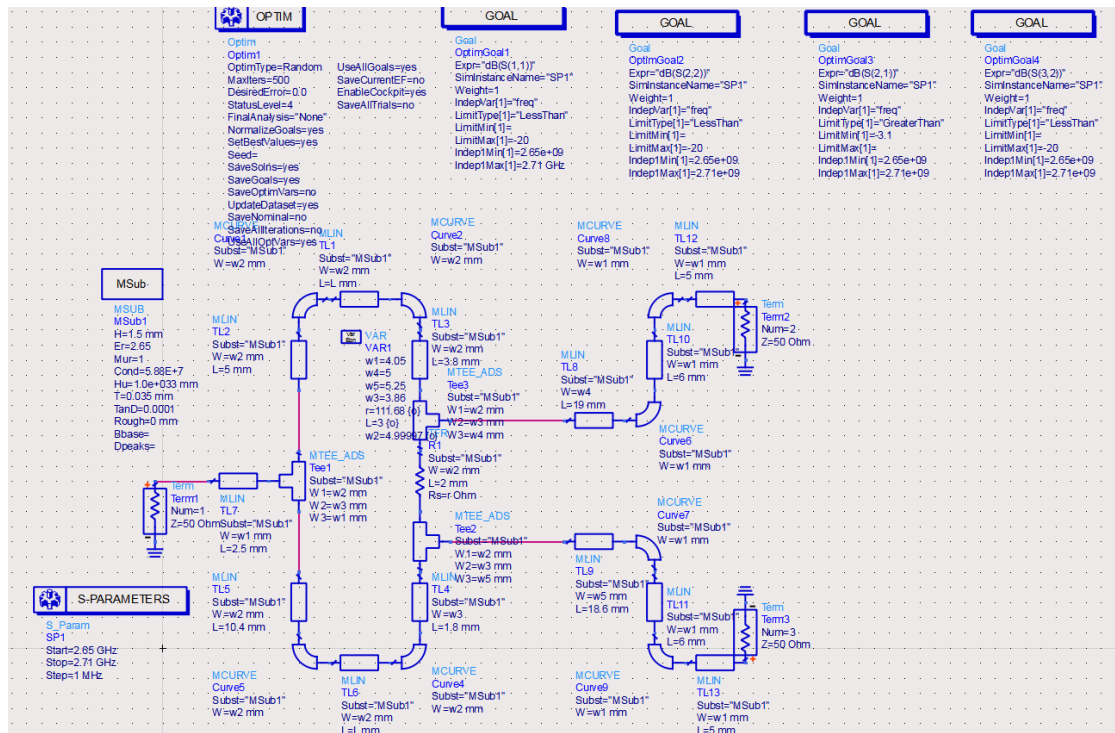 OPTIM
GOAL
GOAL
GOAL
GOAL
Optim
Optim1
OptimType=Random
MaxIters=500
DesiredError=0.0
StatusLevel=4
FinalAnalysis="None"
NormalizeGoals=yes
SetBestValues=yes
Seed=
SaveSolns=yes
SaveGoals=yes
SaveOptimVars=no
UpdateDataset=yes
SaveNominal=no
SaveAllIterations=no
UseAllOptVars=yes
UseAllGoals=yes
SaveCurrentEF=no
EnableCockpit=yes
SaveAllTrials=no
Goal
OptimGoal1
Expr="dB(S(1,1))"
SimInstanceName="SP1"
Weight=1
IndepVar[1]="freq"
LimitType[1]="LessThan"
LimitMin[1]=
LimitMax[1]=-20
Indep1Min[1]=2.65e+09
Indep1Max[1]=2.71 GHz
Goal
OptimGoal2
Expr="dB(S(2,2))"
SimInstanceName="SP1"
Weight=1
IndepVar[1]="freq"
LimitType[1]="LessThan"
LimitMin[1]=
LimitMax[1]=-20
Indep1Min[1]=2.65e+09
Indep1Max[1]=2.71e+09
Goal
OptimGoal3
Expr="dB(S(2,1))"
SimInstanceName="SP1"
Weight=1
IndepVar[1]="freq"
LimitType[1]="GreaterThan"
LimitMin[1]=-3.1
LimitMax[1]=
Indep1Min[1]=2.65e+09
Indep1Max[1]=2.71e+09
Goal
OptimGoal4
Expr="dB(S(3,2))"
SimInstanceName="SP1"
Weight=1
IndepVar[1]="freq"
LimitType[1]="LessThan"
LimitMin[1]=
LimitMax[1]=-20
Indep1Min[1]=2.65e+09
Indep1Max[1]=2.71e+09
MCURVE
Subst="MSub1"
W=w2 mm
MLIN
TL1
Subst="MSub1"
W=w2 mm
L=L mm
MCURVE
Curve2
Subst="MSub1"
W=w2 mm
MCURVE
Curve8
Subst="MSub1"
W=w1 mm
MLIN
TL12
Subst="MSub1"
W=w1 mm
L=5 mm
MSub
MSUB
MSub1
H=1.5 mm
Er=2.65
Mur=1
Cond=5.88E+7
Hu=1.0e+033 mm
T=0.035 mm
TanD=0.0001
Rough=0 mm
Bbase=
Dpeaks=
MLIN
TL2
Subst="MSub1"
W=w2 mm
L=5 mm
VAR
VAR1
w1=4.05
w4=5
w5=5.25
w3=3.86
r=111.68 {o}
L=3 {o}
w2=4.99997 {o}
MLIN
TL3
Subst="MSub1"
W=w2 mm
L=3.8 mm
MTEE_ADS
Tee3
Subst="MSub1"
W1=w2 mm
W2=w3 mm
W3=w4 mm
MLIN
TL8
Subst="MSub1"
W=w4
L=19 mm
MLIN
TL10
Subst="MSub1"
W=w1 mm
L=6 mm
Term
Term2
Num=2
Z=50 Ohm
MCURVE
Curve6
Subst="MSub1"
W=w1 mm
R1
Subst="MSub1"
W=w2 mm
L=2 mm
Rs=r Ohm
MTEE_ADS
Tee1
Subst="MSub1"
W1=w2 mm
W2=w3 mm
W3=w1 mm
Term
Term1
Num=1
Z=50 Ohm
MLIN
TL7
Subst="MSub1"
W=w1 mm
L=2.5 mm
MTEE_ADS
Tee2
Subst="MSub1"
W1=w2 mm
W2=w3 mm
W3=w5 mm
MCURVE
Curve7
Subst="MSub1"
W=w1 mm
MLIN
TL9
Subst="MSub1"
W=w5 mm
L=18.6 mm
MLIN
TL11
Subst="MSub1"
W=w1 mm
L=6 mm
Term
Term3
Num=3
Z=50 Ohm
S-PARAMETERS
S_Param
SP1
Start=2.65 GHz
Stop=2.71 GHz
Step=1 MHz
MLIN
TL5
Subst="MSub1"
W=w2 mm
L=10.4 mm
MLIN
TL4
Subst="MSub1"
W=w3
L=1.8 mm
MCURVE
Curve5
Subst="MSub1"
W=w2 mm
MLIN
TL6
Subst="MSub1"
W=w2 mm
L=L mm
MCURVE
Curve4
Subst="MSub1"
W=w2 mm
MCURVE
Curve9
Subst="MSub1"
W=w1 mm
MLIN
TL13
Subst="MSub1"
W=w1 mm
L=5 mm